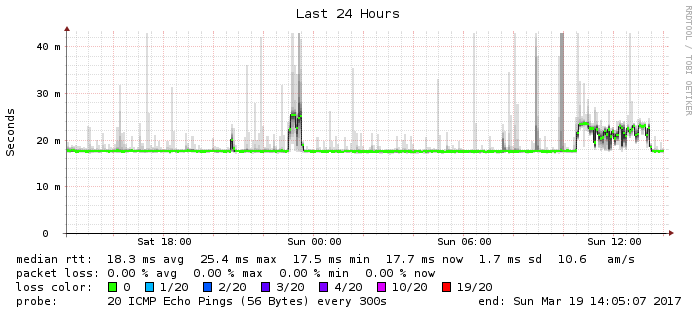 Last 24 Hours
RRDTOOL / TOBI OETIKER
Seconds
40 m
30 m
20 m
10 m
0
Sat 18:00 Sun 00:00 Sun 06:00 Sun 12:00
median rtt: 18.3 ms avg 25.4 ms max 17.5 ms min 17.7 ms now 1.7 ms sd 10.6 am/s
packet loss: 0.00 % avg 0.00 % max 0.00 % min 0.00 % now
loss color: 0 1/20 2/20 3/20 4/20 10/20 19/20
probe: 20 ICMP Echo Pings (56 Bytes) every 300s end: Sun Mar 19 14:05:07 2017